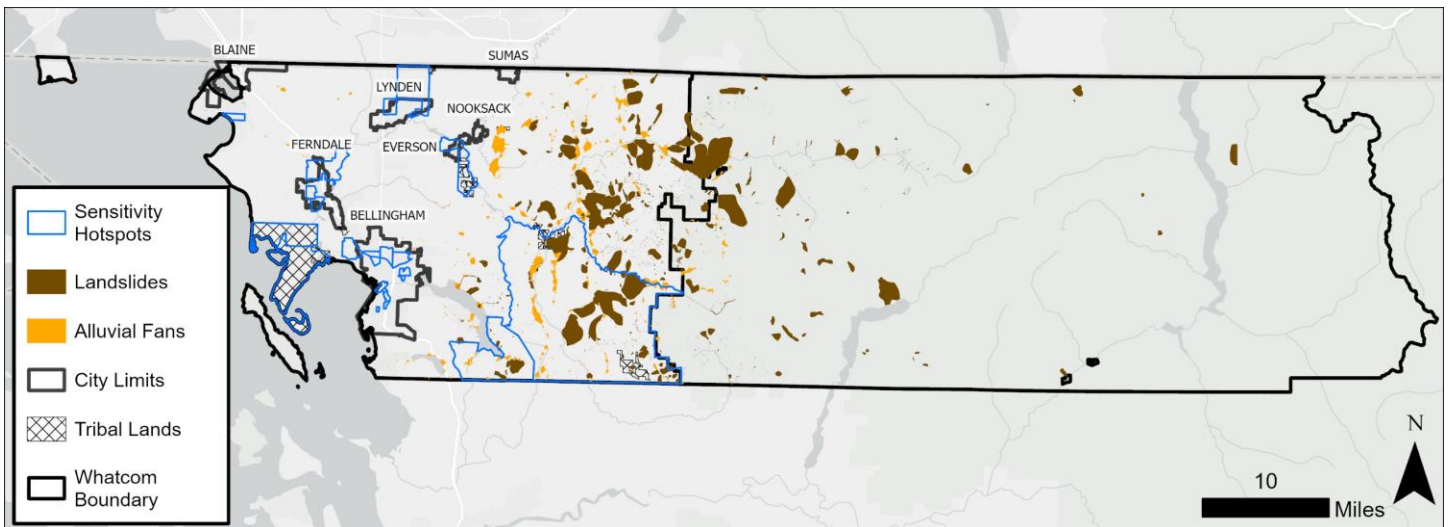 BLAINE
SUMAS
LYNDEN
NOOKSACK
FERNDALE
EVERSON
BELLINGHAM
Sensitivity
Hotspots
Landslides
Alluvial Fans
City Limits
Tribal Lands
Whatcom
Boundary
N
10
Miles